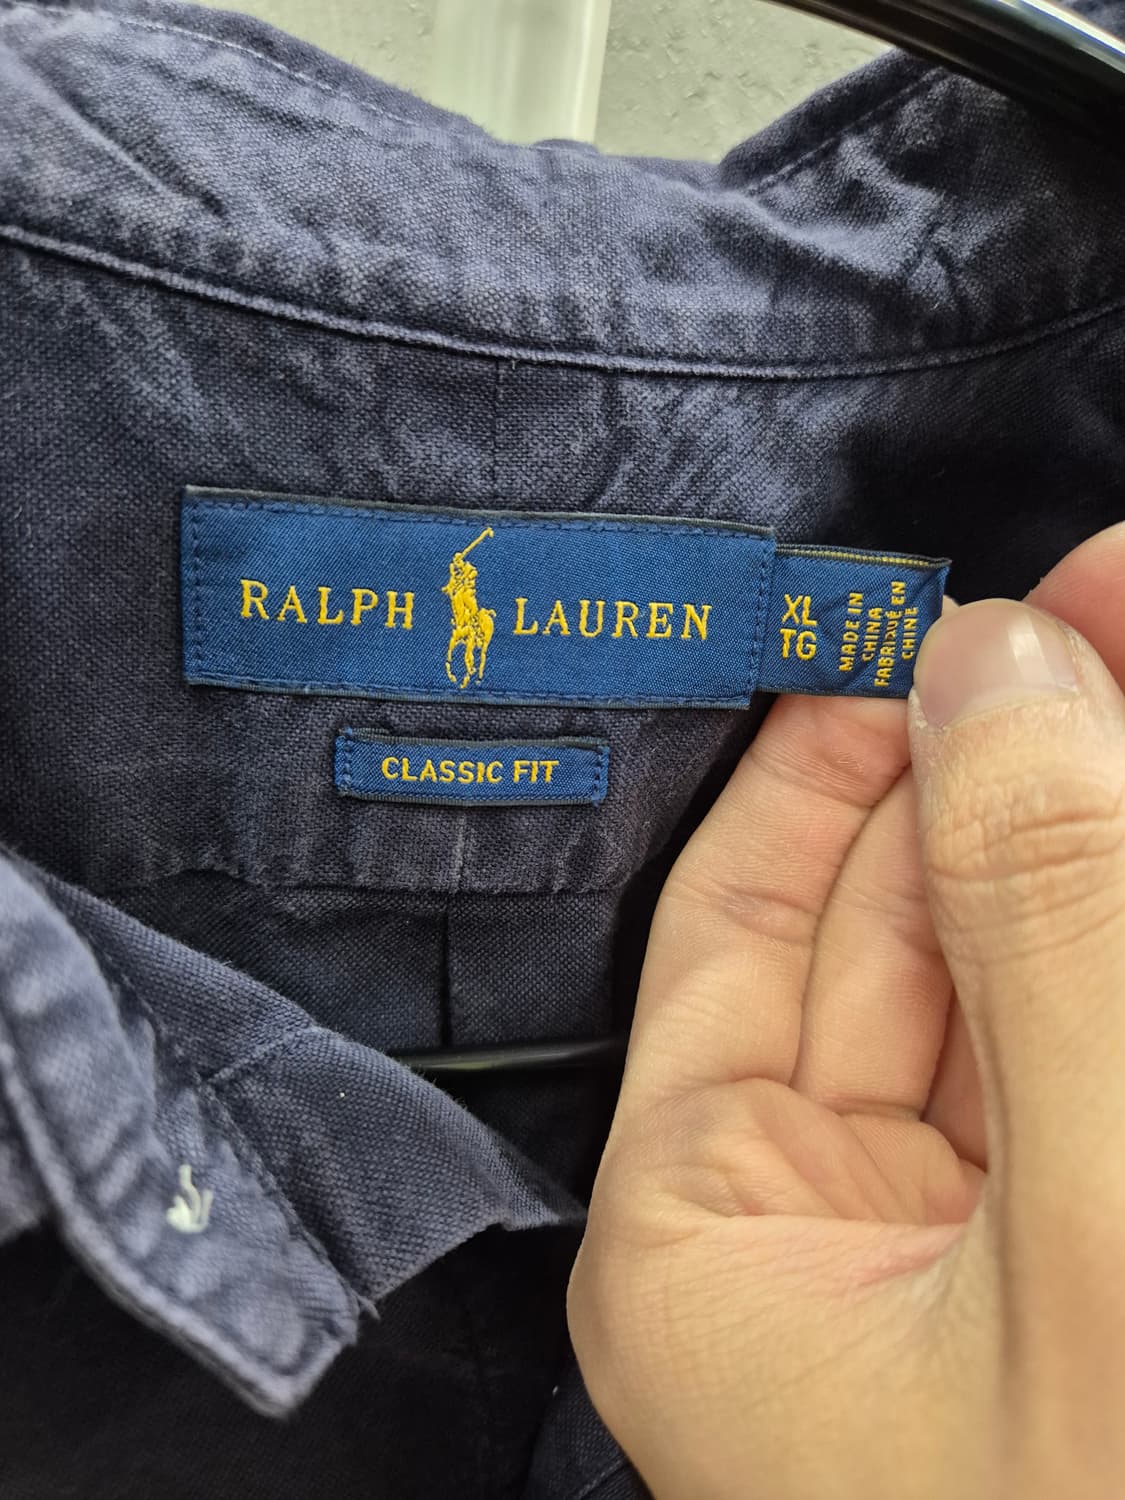 RALPH LAUREN
XL
TG
MADE IN
CHINA
FABRIQUÉ EN
CHINE
CLASSIC FIT